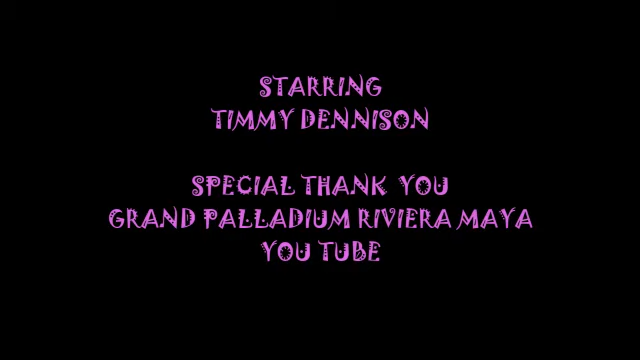 STARRING
TIMMY DENNISON
SPECIAL THANK YOU
GRAND PALLADIUM RIVIERA MAYA
YOU TUBE